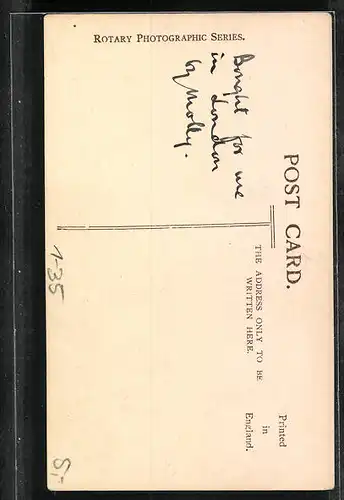 ROTARY PHOTOGRAPHIC SERIES.
Bought for me
in London
by Molly.
POST CARD.
THE ADDRESS ONLY TO BE
WRITTEN HERE.
Printed
in
England.
1-35
S,-